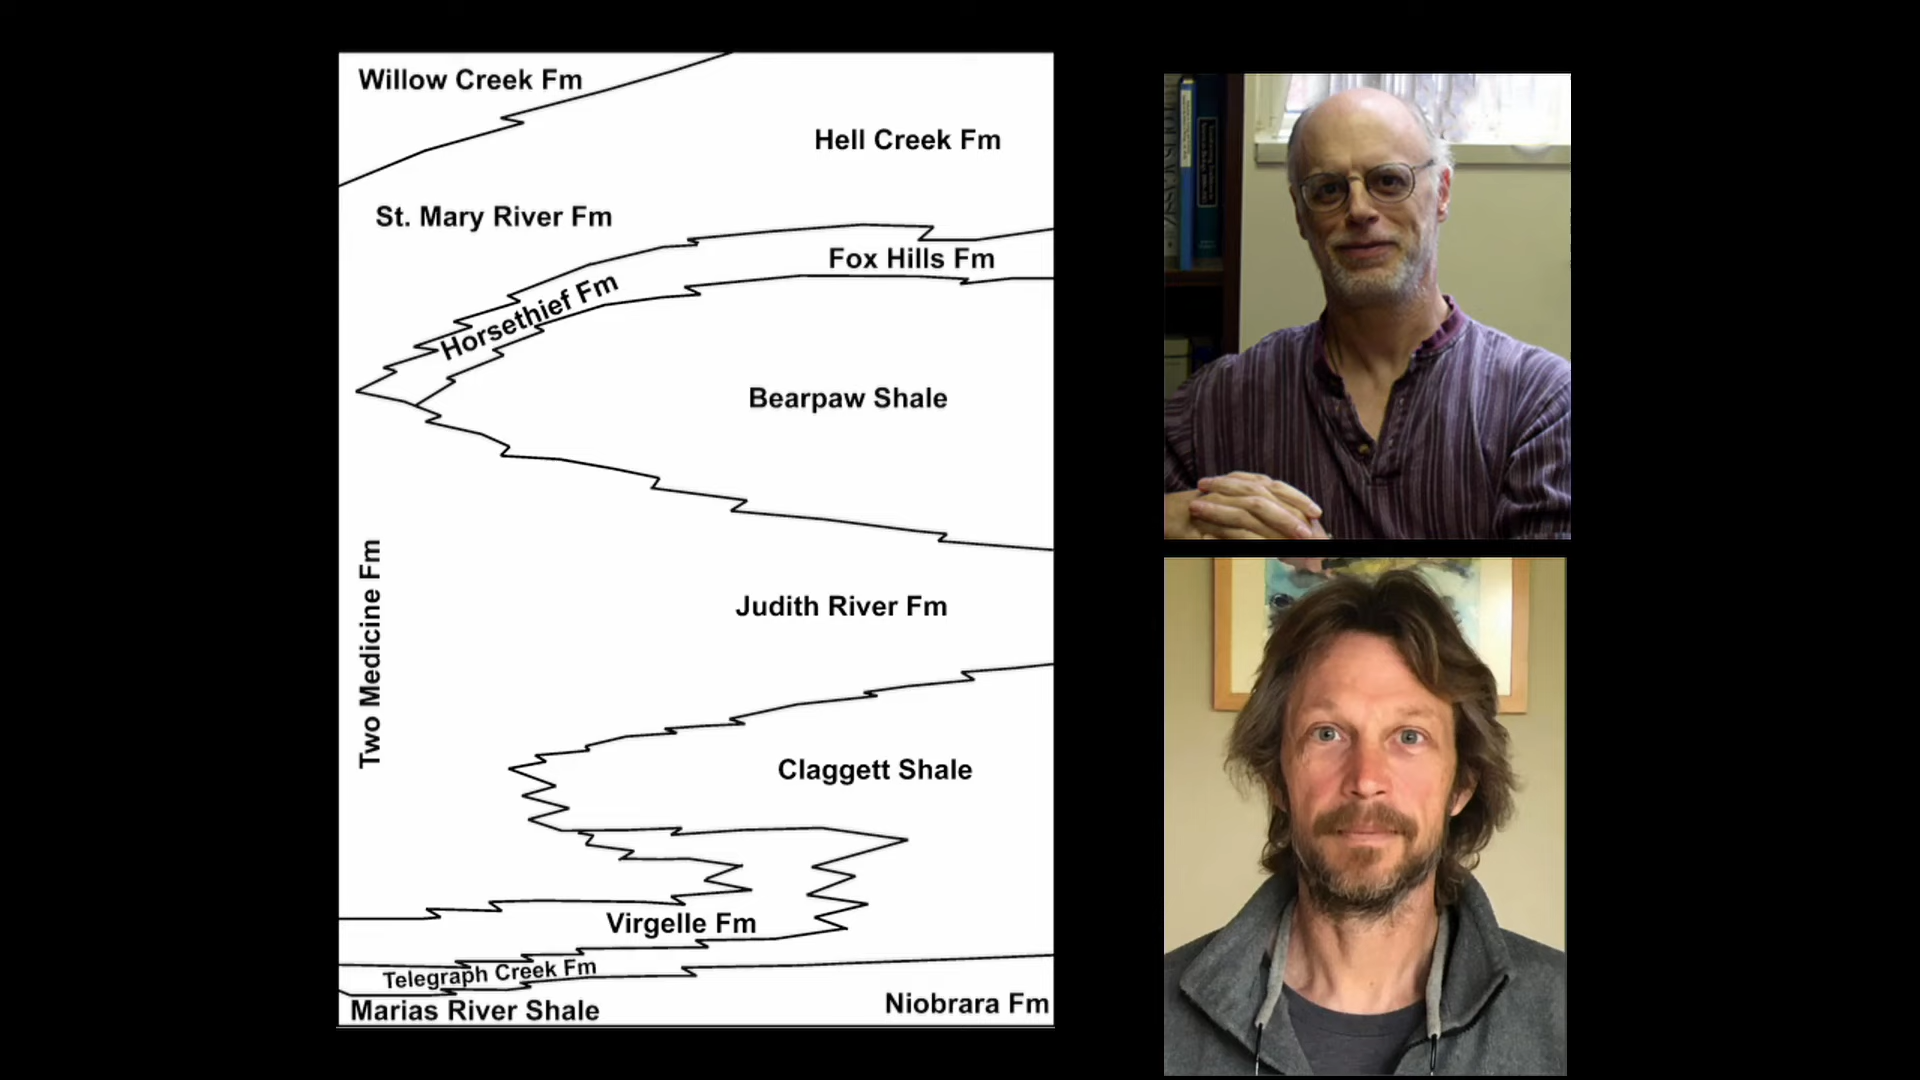 Willow Creek Fm
Hell Creek Fm
St. Mary River Fm
Fox Hills Fm
Horsethief Fm
Bearpaw Shale
Two Medicine Fm
Judith River Fm
Claggett Shale
Virgelle Fm
Telegraph Creek Fm
Marias River Shale
Niobrara Fm